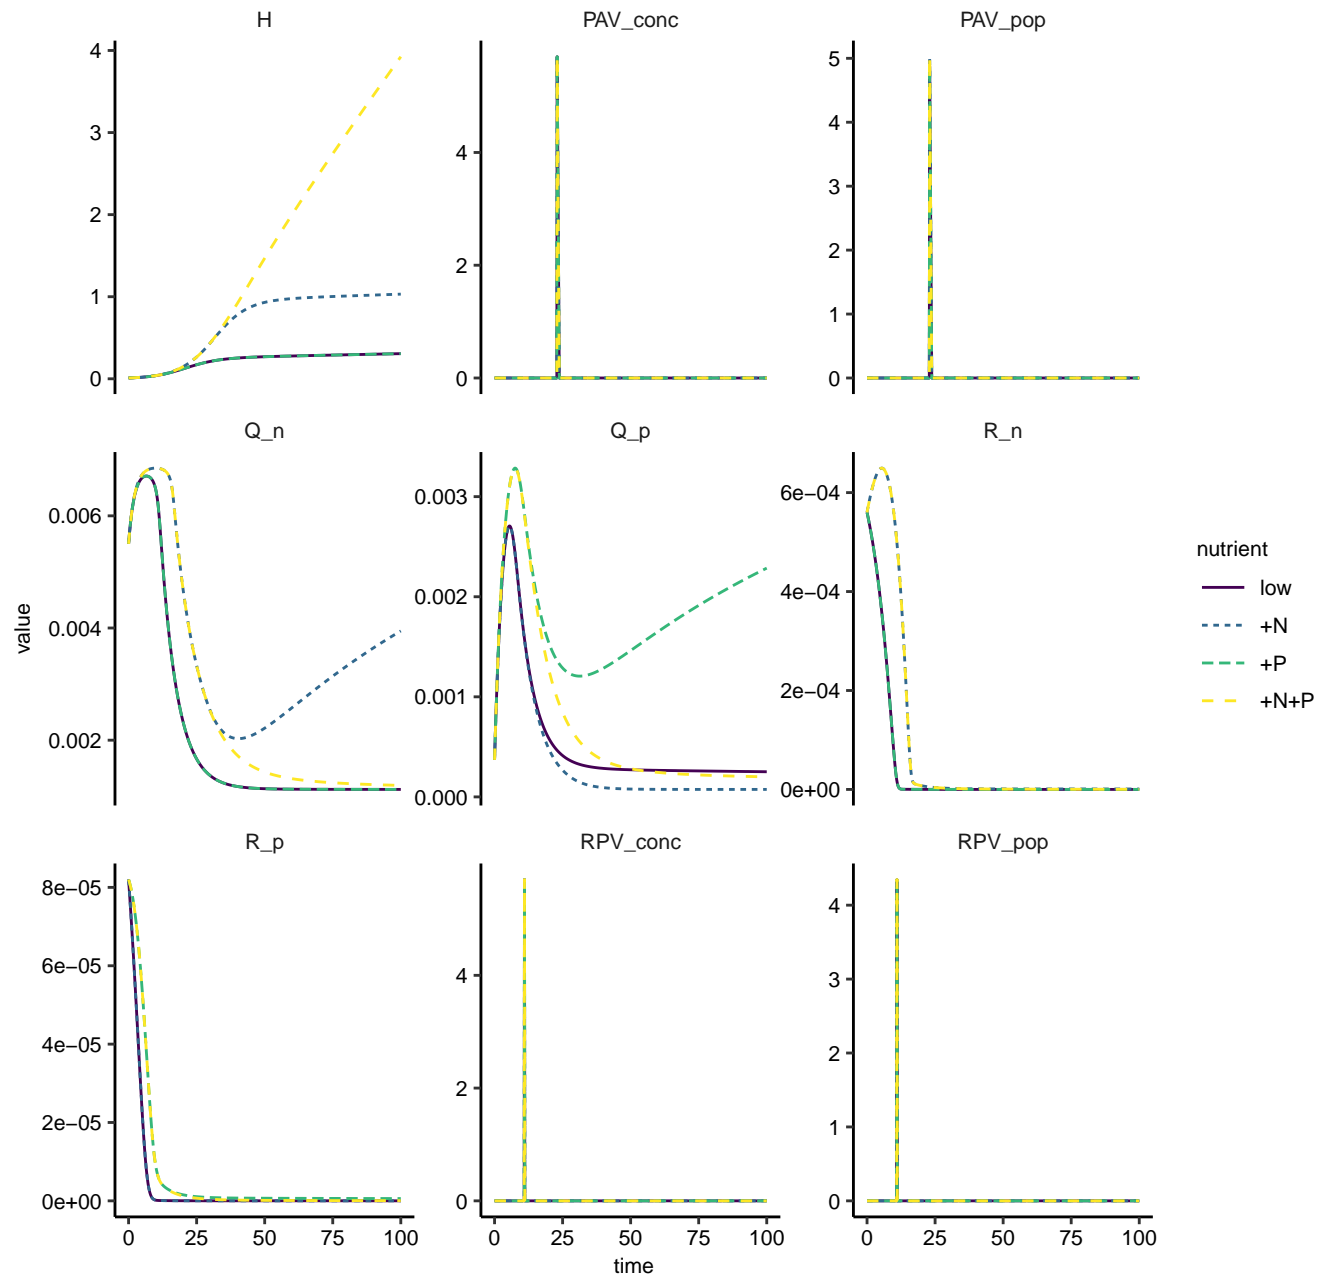 H
PAV_conc
PAV_pop
4
3
2
1
0
4
2
0
5
4
3
2
1
0
Q_n
Q_p
R_n
0.006
0.004
0.002
0.003
0.002
0.001
0.000
6e−04
4e−04
2e−04
0e+00
R_p
RPV_conc
RPV_pop
8e−05
6e−05
4e−05
2e−05
0e+00
4
2
0
4
3
2
1
0
0 25 50 75 100
0 25 50 75 100
0 25 50 75 100
time
value
nutrient
low
+N
+P
+N+P